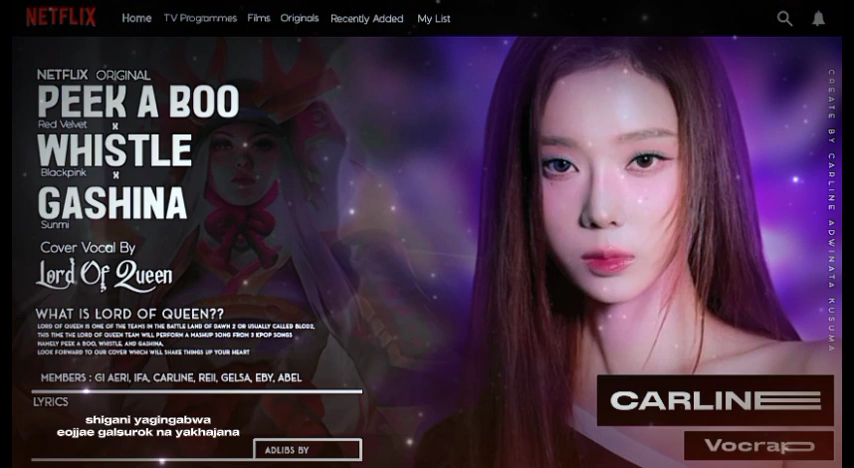 NETFLIX
Home TV Programmes Films Originals Recently Added My List
NETFLIX ORIGINAL
PEEK A BOO
Red Velvet
x
WHISTLE
Blackpink
x
GASHINA
Sunmi
Cover Vocal By
Lord Of Queen
WHAT IS LORD OF QUEEN??
LORD OF QUEEN IS ONE OF THE TEAMS IN THE BATTLE LAND OF DAWN 2 OR USUALLY CALLED BLOD2,
THIS TIME THE LORD OF QUEEN TEAM WILL PERFORM A MASHUP SONG FROM 3 KPOP SONGS
NAMELY PEEK A BOO, WHISTLE, AND GASHINA,
LOOK FORWARD TO OUR COVER WHICH WILL SHAKE THINGS UP YOUR HEART
MEMBERS : GI AERI, IFA, CARLINE, REII, GELSA, EBY, ABEL
LYRICS
shigani yagingabwa
eojjae galsurok na yakhajana
ADLIBS BY
CREATE BY CARLINE ADWINATA KUSUMA
CARLINE
Vocrap